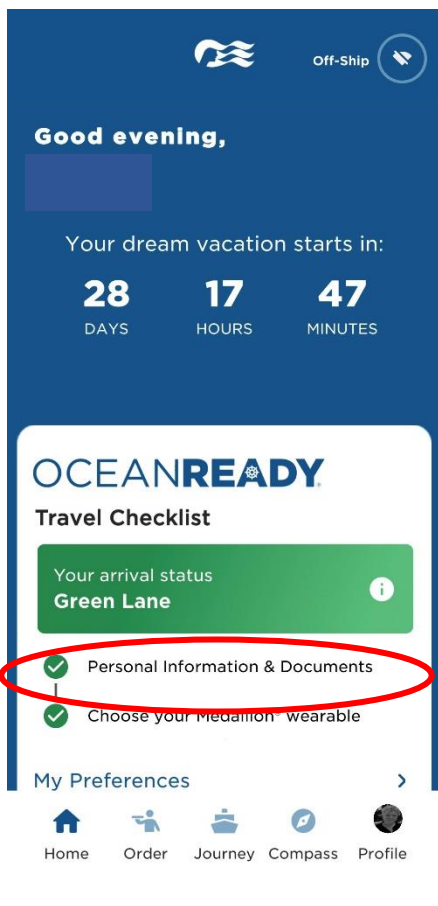 Off-Ship
Good evening,
Your dream vacation starts in:
28 17 47
DAYS HOURS MINUTES
OCEANREADY
Travel Checklist
Your arrival status
Green Lane
Personal Information & Documents
Choose your Medallion® wearable
My Preferences
Home Order Journey Compass Profile